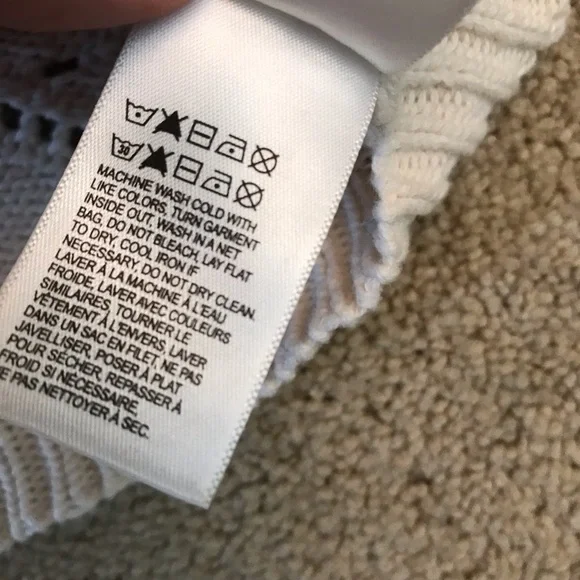 30
MACHINE WASH COLD WITH
LIKE COLORS, TURN GARMENT
INSIDE OUT, WASH IN A NET
BAG, DO NOT BLEACH, LAY FLAT
TO DRY, COOL IRON IF
NECESSARY, DO NOT DRY CLEAN.
LAVER À LA MACHINE À L'EAU
FROIDE, LAVER AVEC COULEURS
SIMILAIRES, TOURNER LE
VÊTEMENT À L'ENVERS, LAVER
DANS UN SAC EN FILET, NE PAS
JAVELLISER, POSER À PLAT
POUR SÉCHER, REPASSER À
FROID SI NÉCESSAIRE,
PAS NETTOYER À SEC.